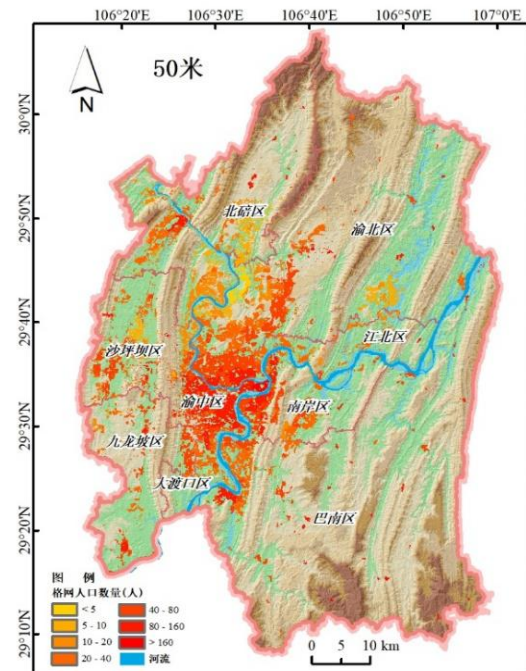 106°20'E 106°30'E 106°40'E 106°50'E 107°0'E
50米
N
30°0'N
29°50'N
29°40'N
29°30'N
29°20'N
29°10'N
北碚区
渝北区
江北区
沙坪坝区
渝中区
南岸区
九龙坡区
大渡口区
巴南区
图 例
格网人口数量(人)
< 5 40 - 80
5 - 10 80 - 160
10 - 20 > 160
20 - 40 河流
0 5 10 km